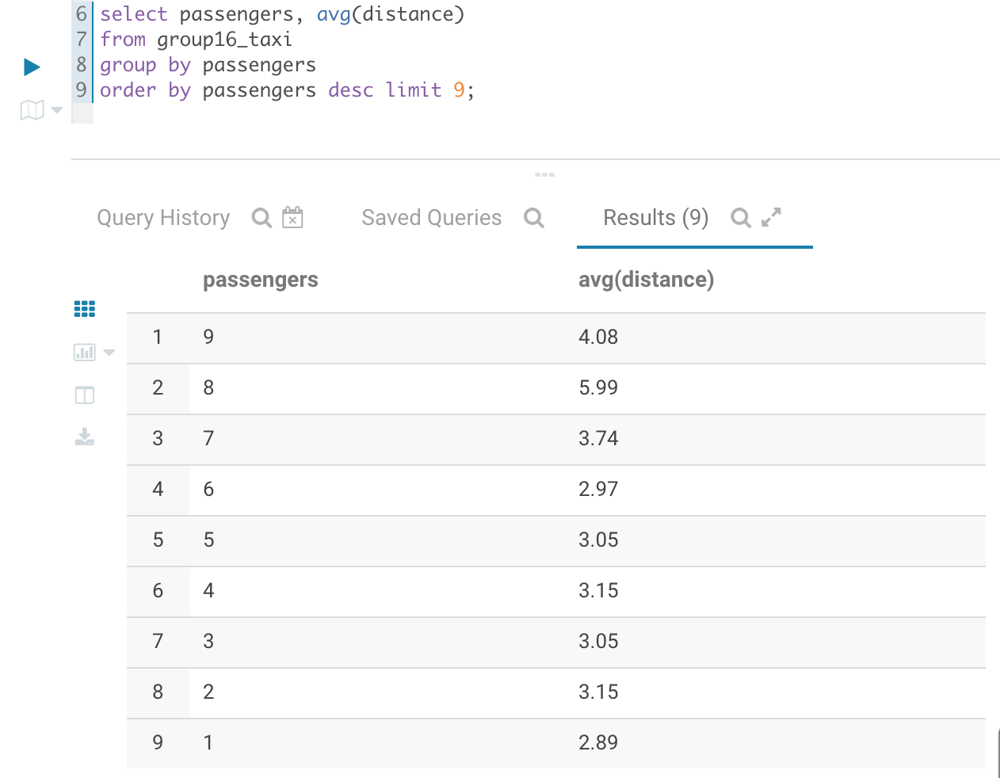 6 select passengers, avg(distance)
7 from group16_taxi
8 group by passengers
9 order by passengers desc limit 9;
Query History Saved Queries Results (9)
passengers avg(distance)
1 9 4.08
2 8 5.99
3 7 3.74
4 6 2.97
5 5 3.05
6 4 3.15
7 3 3.05
8 2 3.15
9 1 2.89